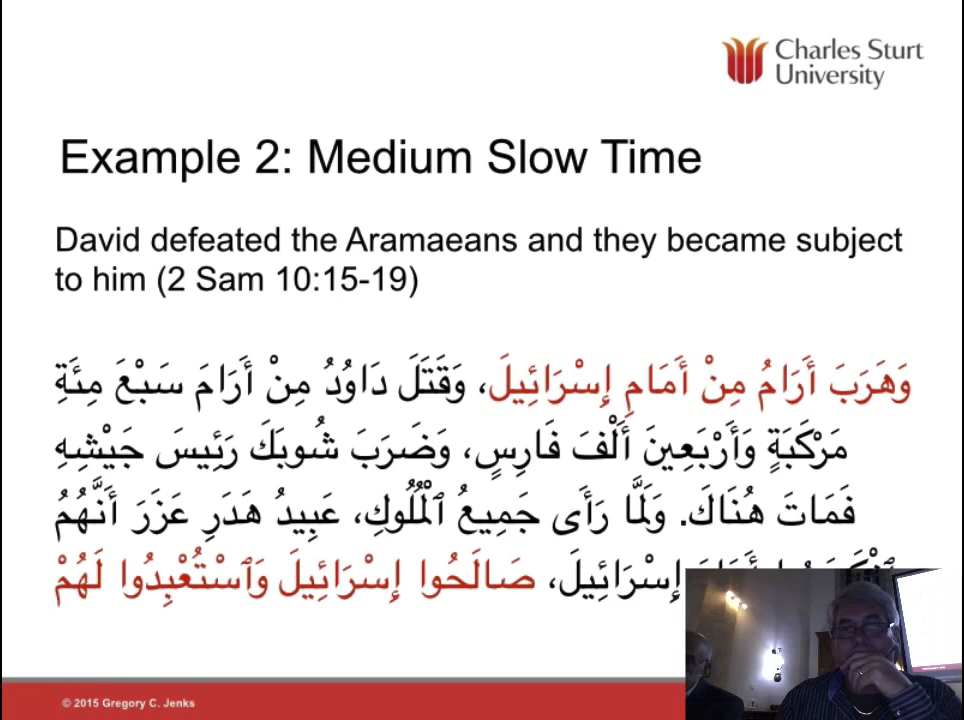 Charles Sturt
University
Example 2: Medium Slow Time
David defeated the Aramaeans and they became subject
to him (2 Sam 10:15-19)
وَهَرَبَ أَرَامُ مِنْ أَمَامِ إِسْرَائِيلَ، وَقَتَلَ دَاوُدُ مِنْ أَرَامَ سَبْعَ مِئَةِ
مَرْكَبَةٍ وَأَرْبَعِينَ أَلْفَ فَارِسٍ، وَضَرَبَ شُوبَكَ رَئِيسَ جَيْشِهِ
فَمَاتَ هُنَاكَ. وَلَمَّا رَأَى جَمِيعُ ٱلْمُلُوكِ، عَبِيدُ هَدَرِ عَزَرَ أَنَّهُمُ
إِسْرَائِيلَ، صَالَحُوا إِسْرَائِيلَ وَٱسْتُعْبِدُوا لَهُمْ
© 2015 Gregory C. Jenks